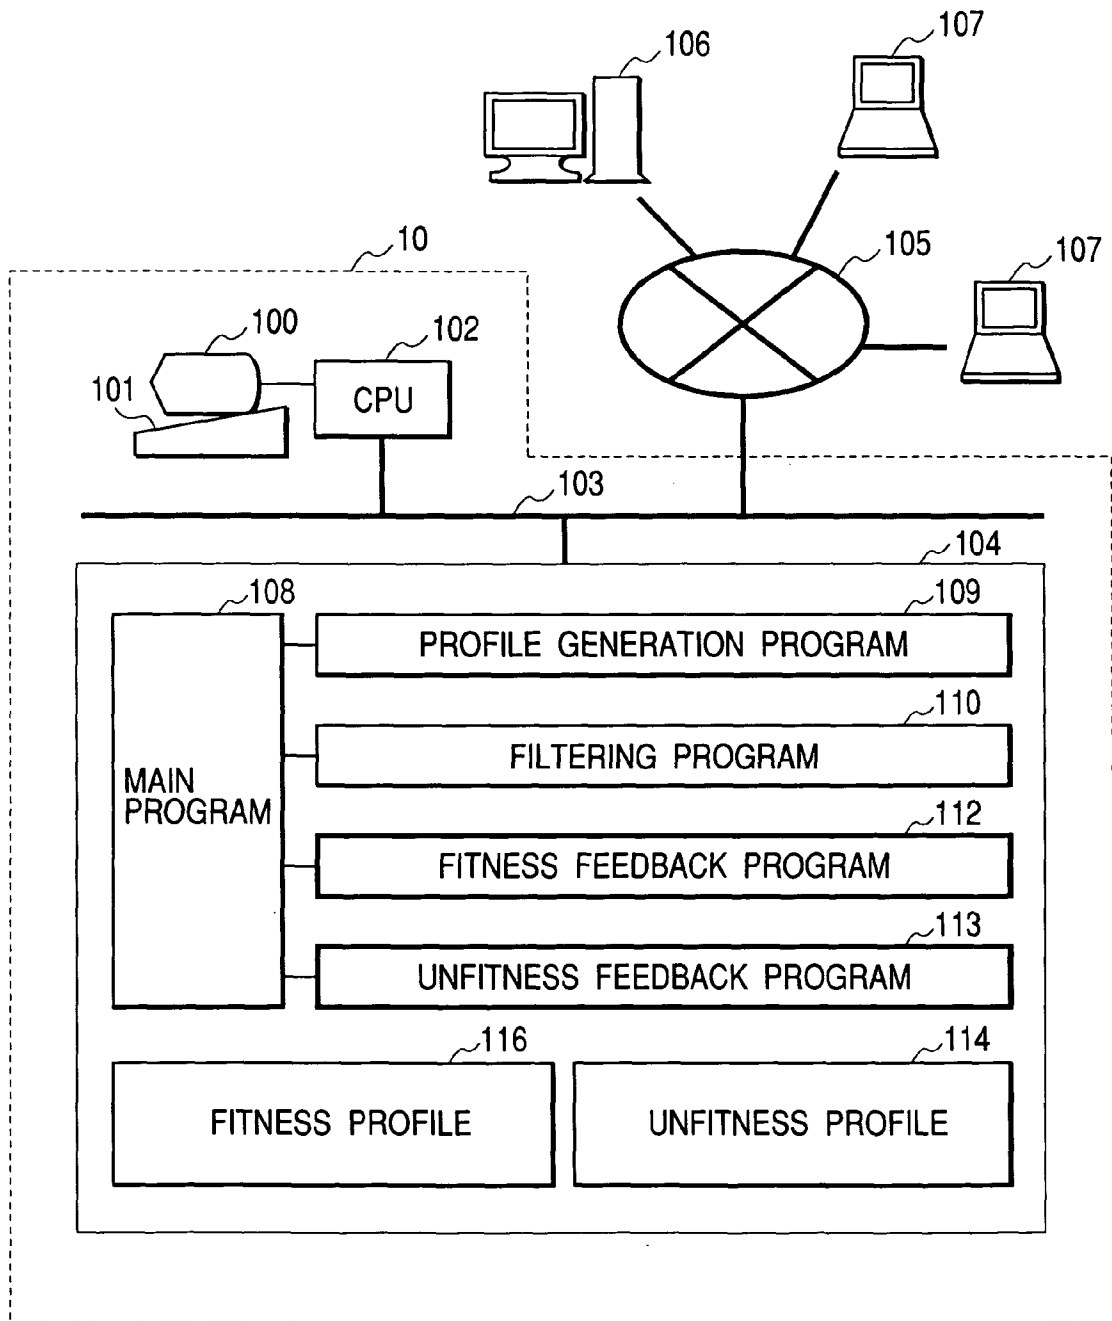 107
106
107
105
10
100
102
101
CPU
103
104
108
109
PROFILE GENERATION PROGRAM
110
FILTERING PROGRAM
MAIN
PROGRAM
112
FITNESS FEEDBACK PROGRAM
113
UNFITNESS FEEDBACK PROGRAM
116
114
FITNESS PROFILE
UNFITNESS PROFILE